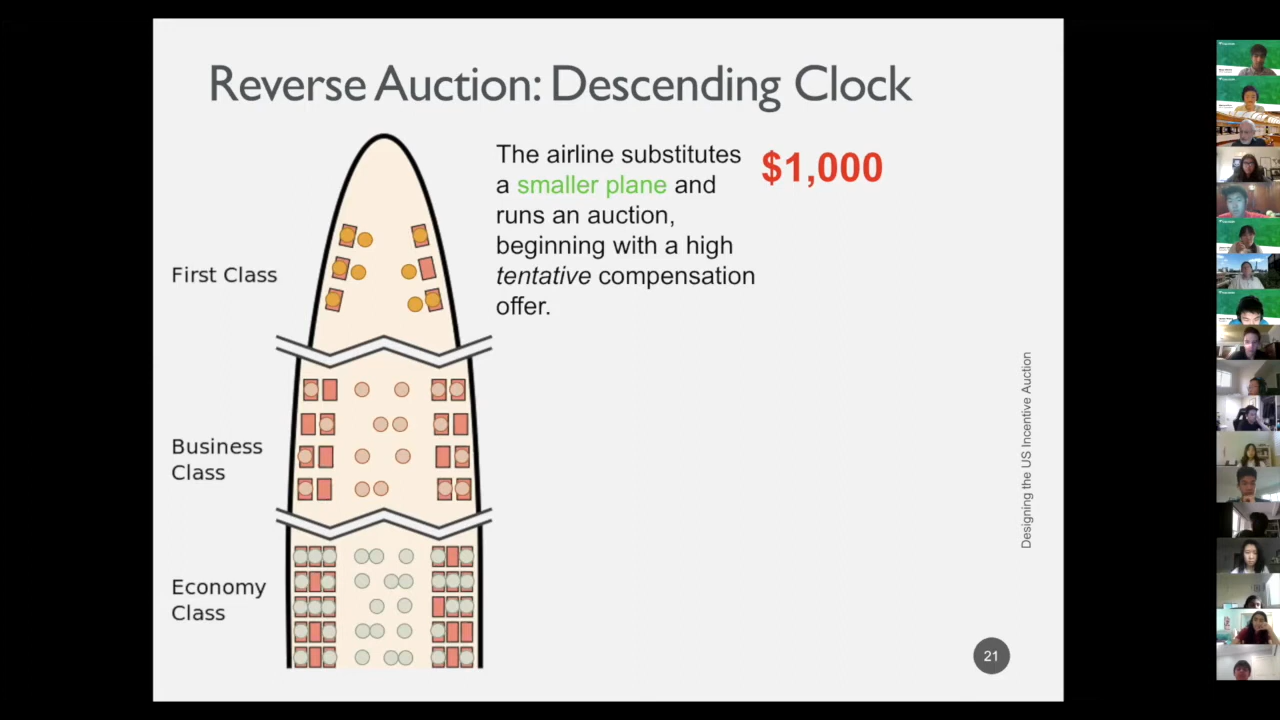 Reverse Auction: Descending Clock
The airline substitutes
a smaller plane and
runs an auction,
beginning with a high
tentative compensation
offer.
$1,000
First Class
Business
Class
Economy
Class
Designing the US Incentive Auction
21